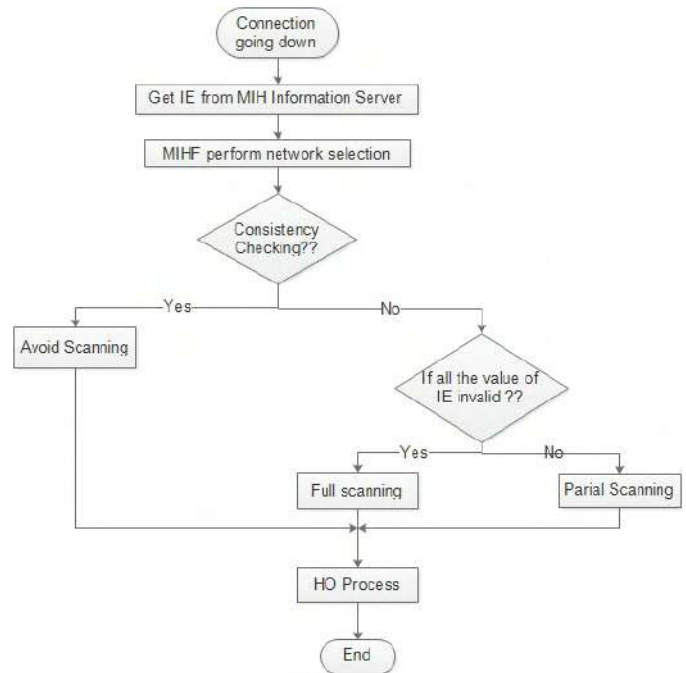 Connection
going down
Get IE from MIH Information Server
MIHF perform network selection
Consistency
Checking??
Yes
No
Avoid Scanning
If all the value of
IE invalid ??
Yes
No
Full scanning
Parial Scanning
HO Process
End